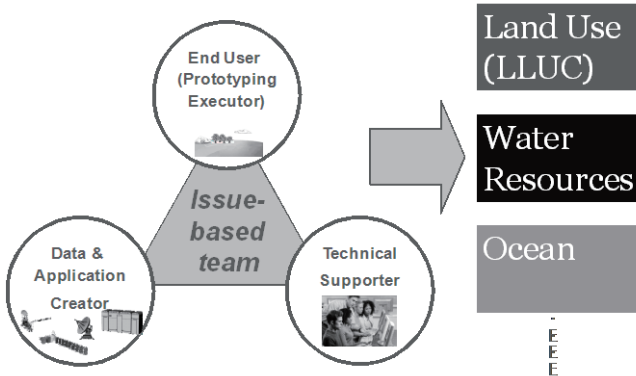 End User
(Prototyping
Executor)
Issue-
based
team
Data &
Application
Creator
Technical
Supporter
Land Use
(LLUC)
Water
Resources
Ocean
E
E
E